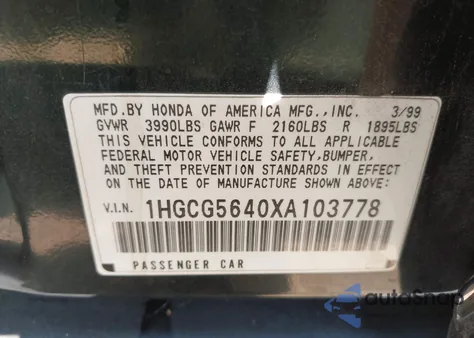 MFD.BY HONDA OF AMERICA MFG.,INC. 3/99
GVWR 3990LBS GAWR F 2160LBS R 1895LBS
THIS VEHICLE CONFORMS TO ALL APPLICABLE
FEDERAL MOTOR VEHICLE SAFETY,BUMPER,
AND THEFT PREVENTION STANDARDS IN EFFECT
ON THE DATE OF MANUFACTURE SHOWN ABOVE:
V.I.N. 1HGCG5640XA103778
PASSENGER CAR
autoSnap